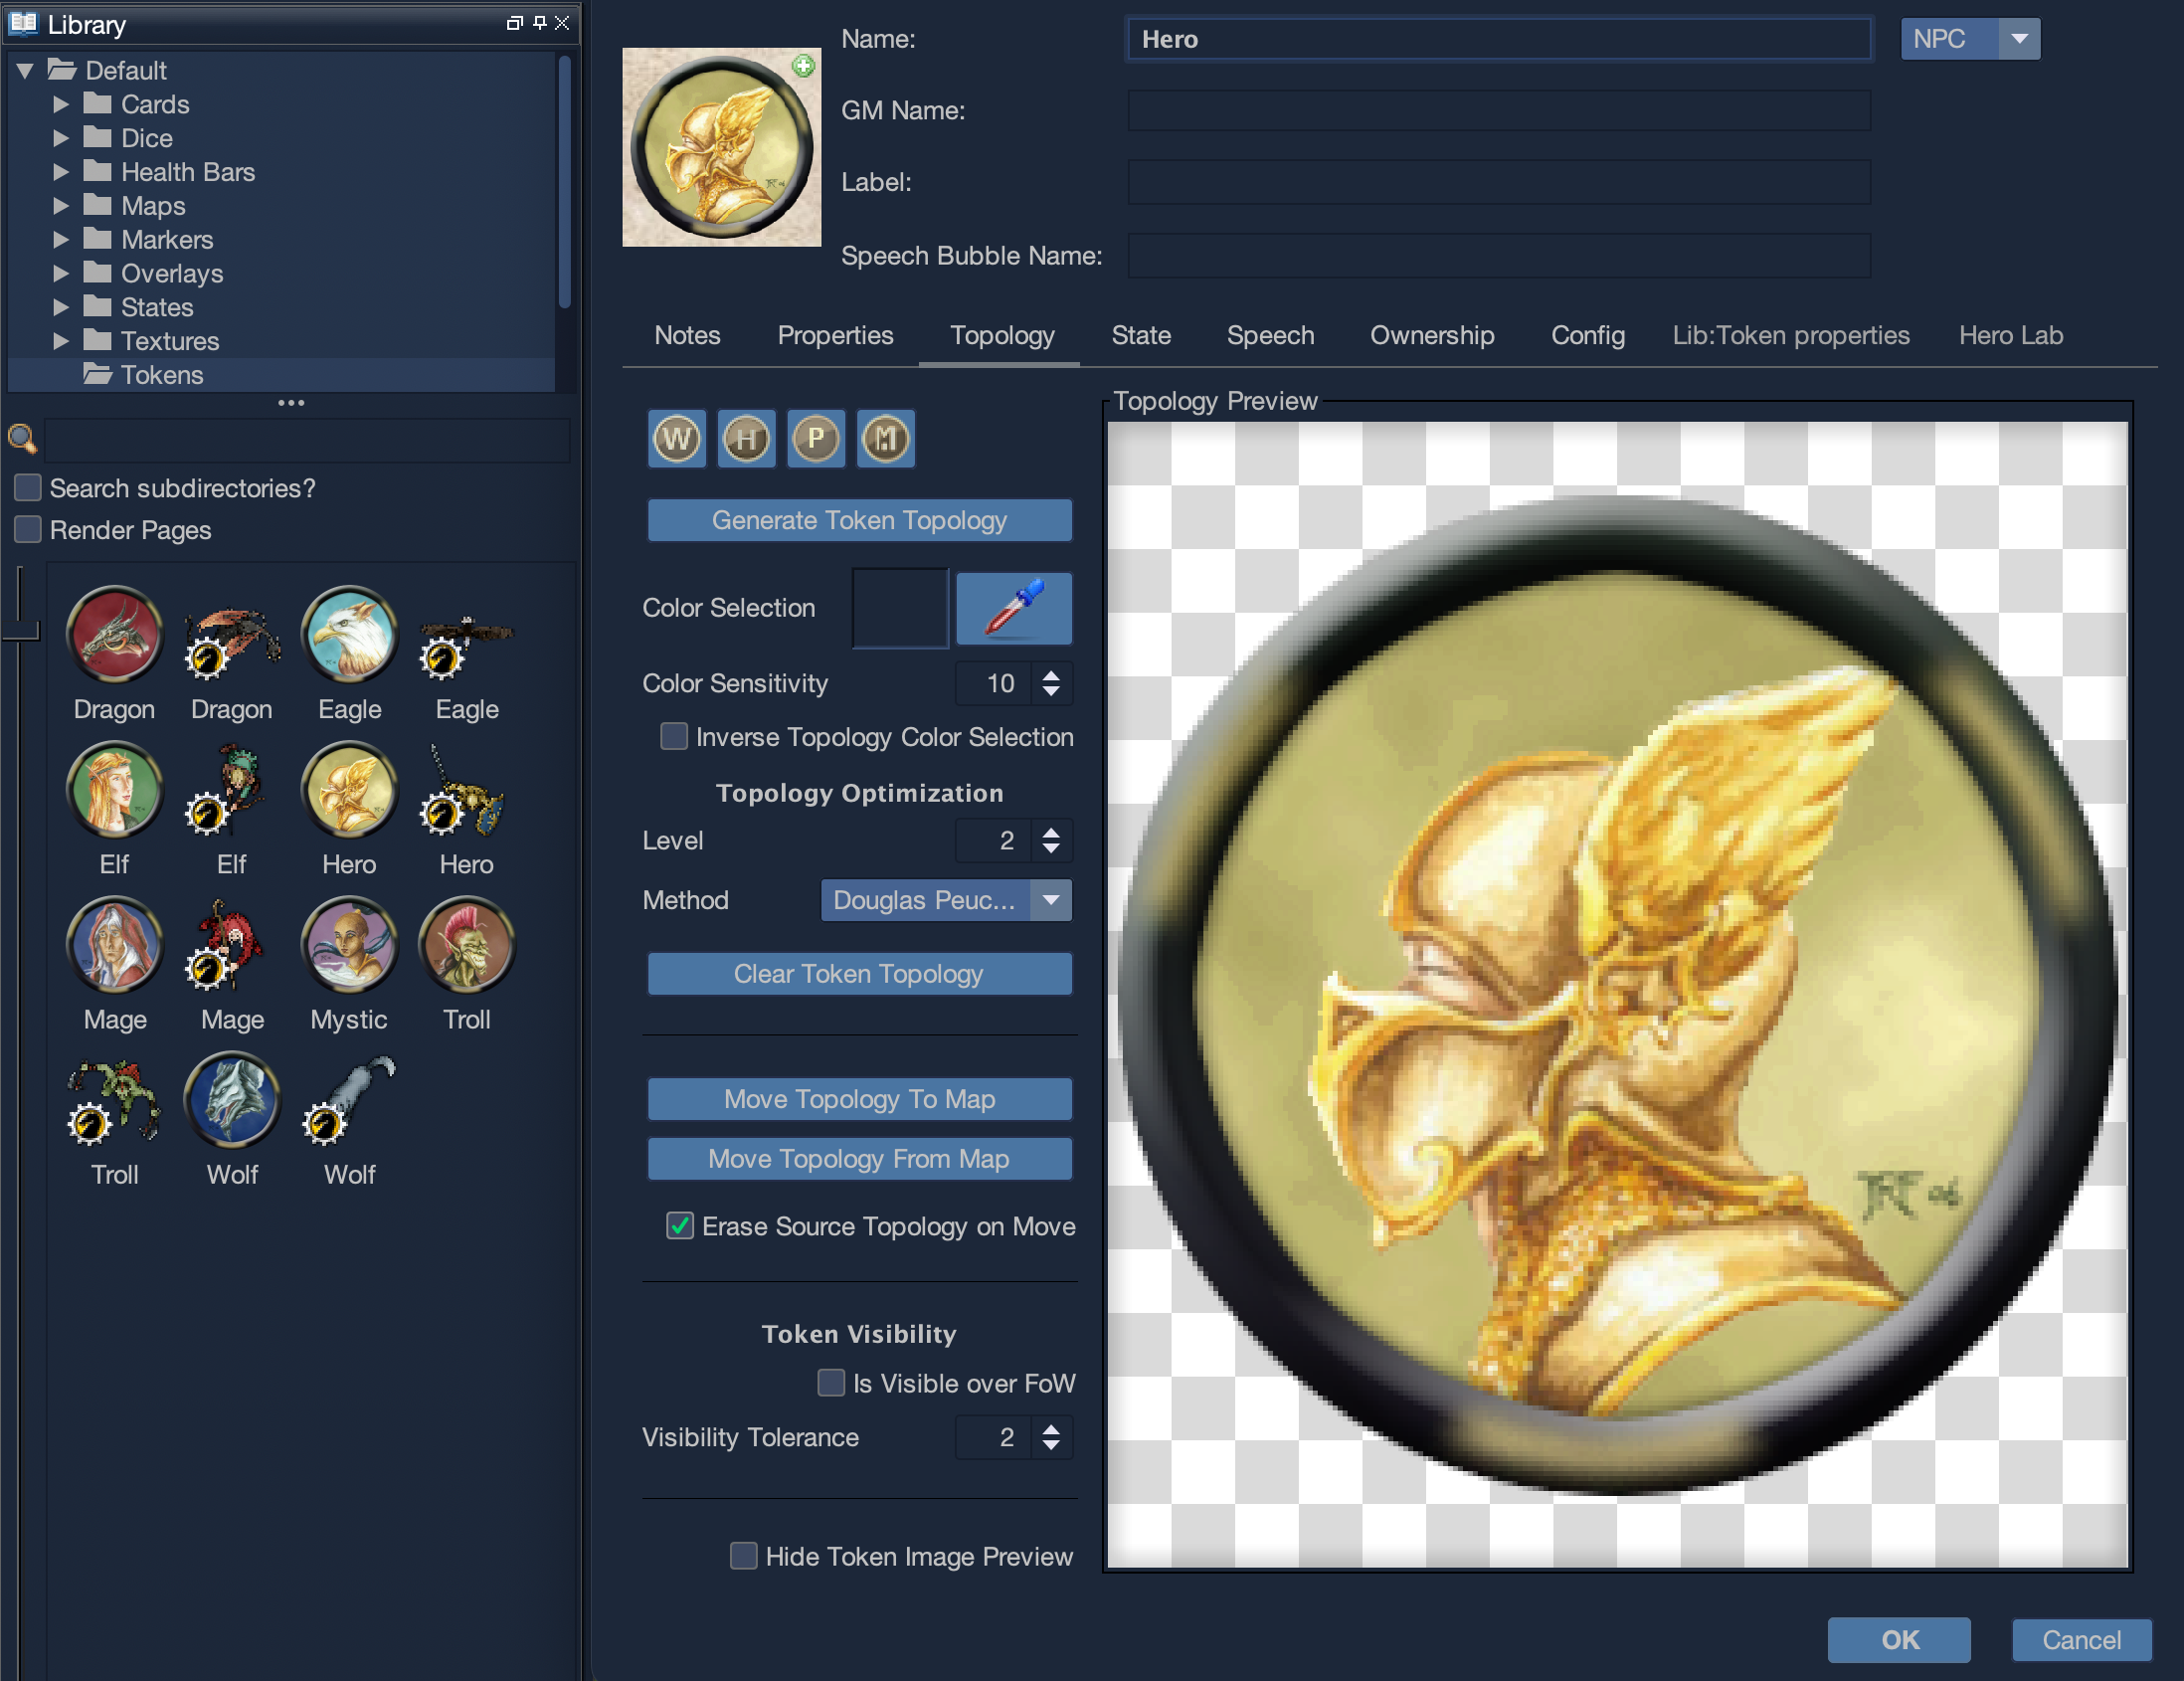 Library
Default
Cards
Dice
Health Bars
Maps
Markers
Overlays
States
Textures
Tokens
Search subdirectories?
Render Pages
Dragon Dragon Eagle Eagle
Elf Elf Hero Hero
Mage Mage Mystic Troll
Troll Wolf Wolf
Name: Hero NPC
GM Name:
Label:
Speech Bubble Name:
Notes Properties Topology State Speech Ownership Config Lib:Token properties Hero Lab
W H P M
Generate Token Topology
Color Selection
Color Sensitivity 10
Inverse Topology Color Selection
Topology Optimization
Level 2
Method Douglas Peuc...
Clear Token Topology
Move Topology To Map
Move Topology From Map
Erase Source Topology on Move
Token Visibility
Is Visible over FoW
Visibility Tolerance 2
Hide Token Image Preview
Topology Preview
OK Cancel